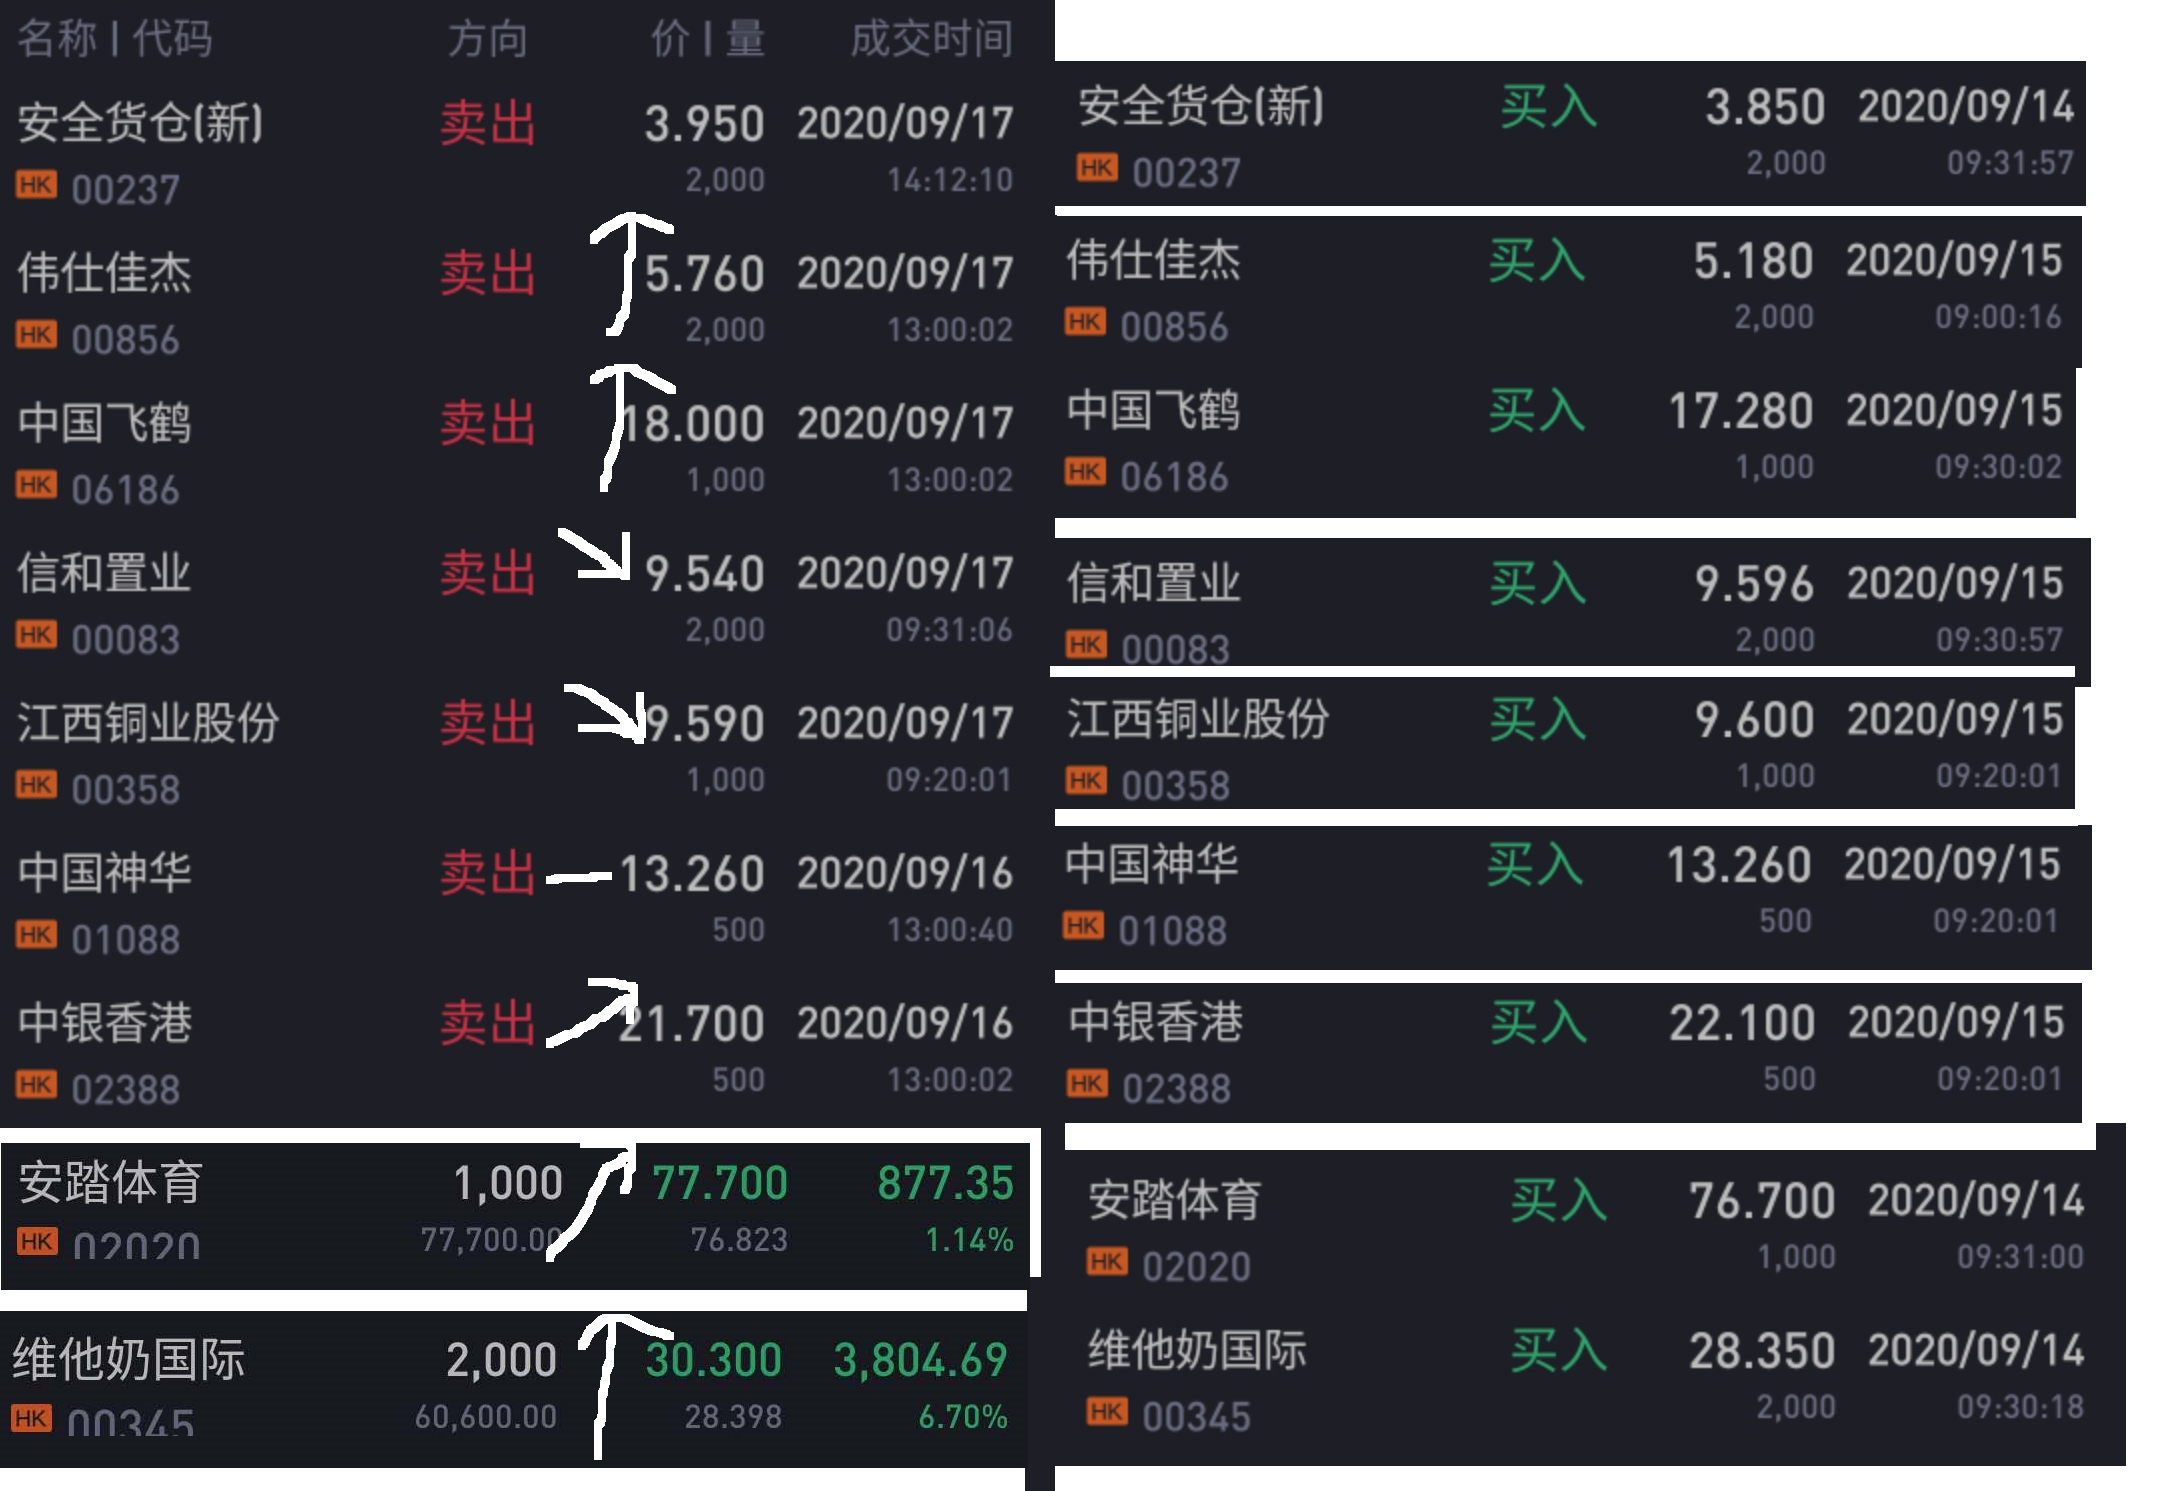 名称 | 代码 方向 价 | 量 成交时间
安全货仓(新) 卖出 3.950 2020/09/17
HK 00237 2,000 14:12:10
伟仕佳杰 卖出 5.760 2020/09/17
HK 00856 2,000 13:00:02
中国飞鹤 卖出 18.000 2020/09/17
HK 06186 1,000 13:00:02
信和置业 卖出 9.540 2020/09/17
HK 00083 2,000 09:31:06
江西铜业股份 卖出 9.590 2020/09/17
HK 00358 1,000 09:20:01
中国神华 卖出 13.260 2020/09/16
HK 01088 500 13:00:40
中银香港 卖出 21.700 2020/09/16
HK 02388 500 13:00:02
安踏体育 1,000 77.700 877.35
HK 02020 77,700.00 76.823 1.14%
维他奶国际 2,000 30.300 3,804.69
HK 00345 60,600.00 28.398 6.70%
安全货仓(新) 买入 3.850 2020/09/14
HK 00237 2,000 09:31:57
伟仕佳杰 买入 5.180 2020/09/15
HK 00856 2,000 09:00:16
中国飞鹤 买入 17.280 2020/09/15
HK 06186 1,000 09:30:02
信和置业 买入 9.596 2020/09/15
HK 00083 2,000 09:30:57
江西铜业股份 买入 9.600 2020/09/15
HK 00358 1,000 09:20:01
中国神华 买入 13.260 2020/09/15
HK 01088 500 09:20:01
中银香港 买入 22.100 2020/09/15
HK 02388 500 09:20:01
安踏体育 买入 76.700 2020/09/14
HK 02020 1,000 09:31:00
维他奶国际 买入 28.350 2020/09/14
HK 00345 2,000 09:30:18